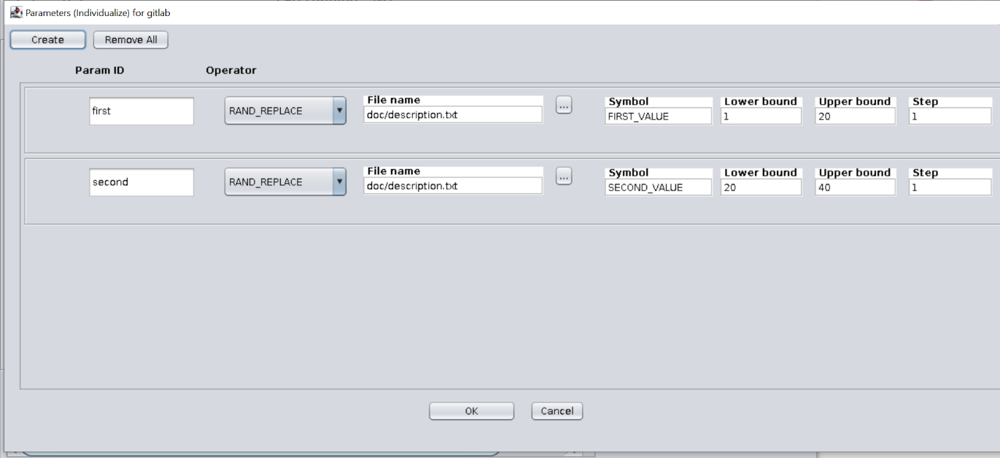 Parameters (Individualize) for gitlab
Create Remove All
Param ID Operator
File name Symbol Lower bound Upper bound Step
first RAND_REPLACE doc/description.txt ... FIRST_VALUE 1 20 1
File name Symbol Lower bound Upper bound Step
second RAND_REPLACE doc/description.txt ... SECOND_VALUE 20 40 1
OK Cancel